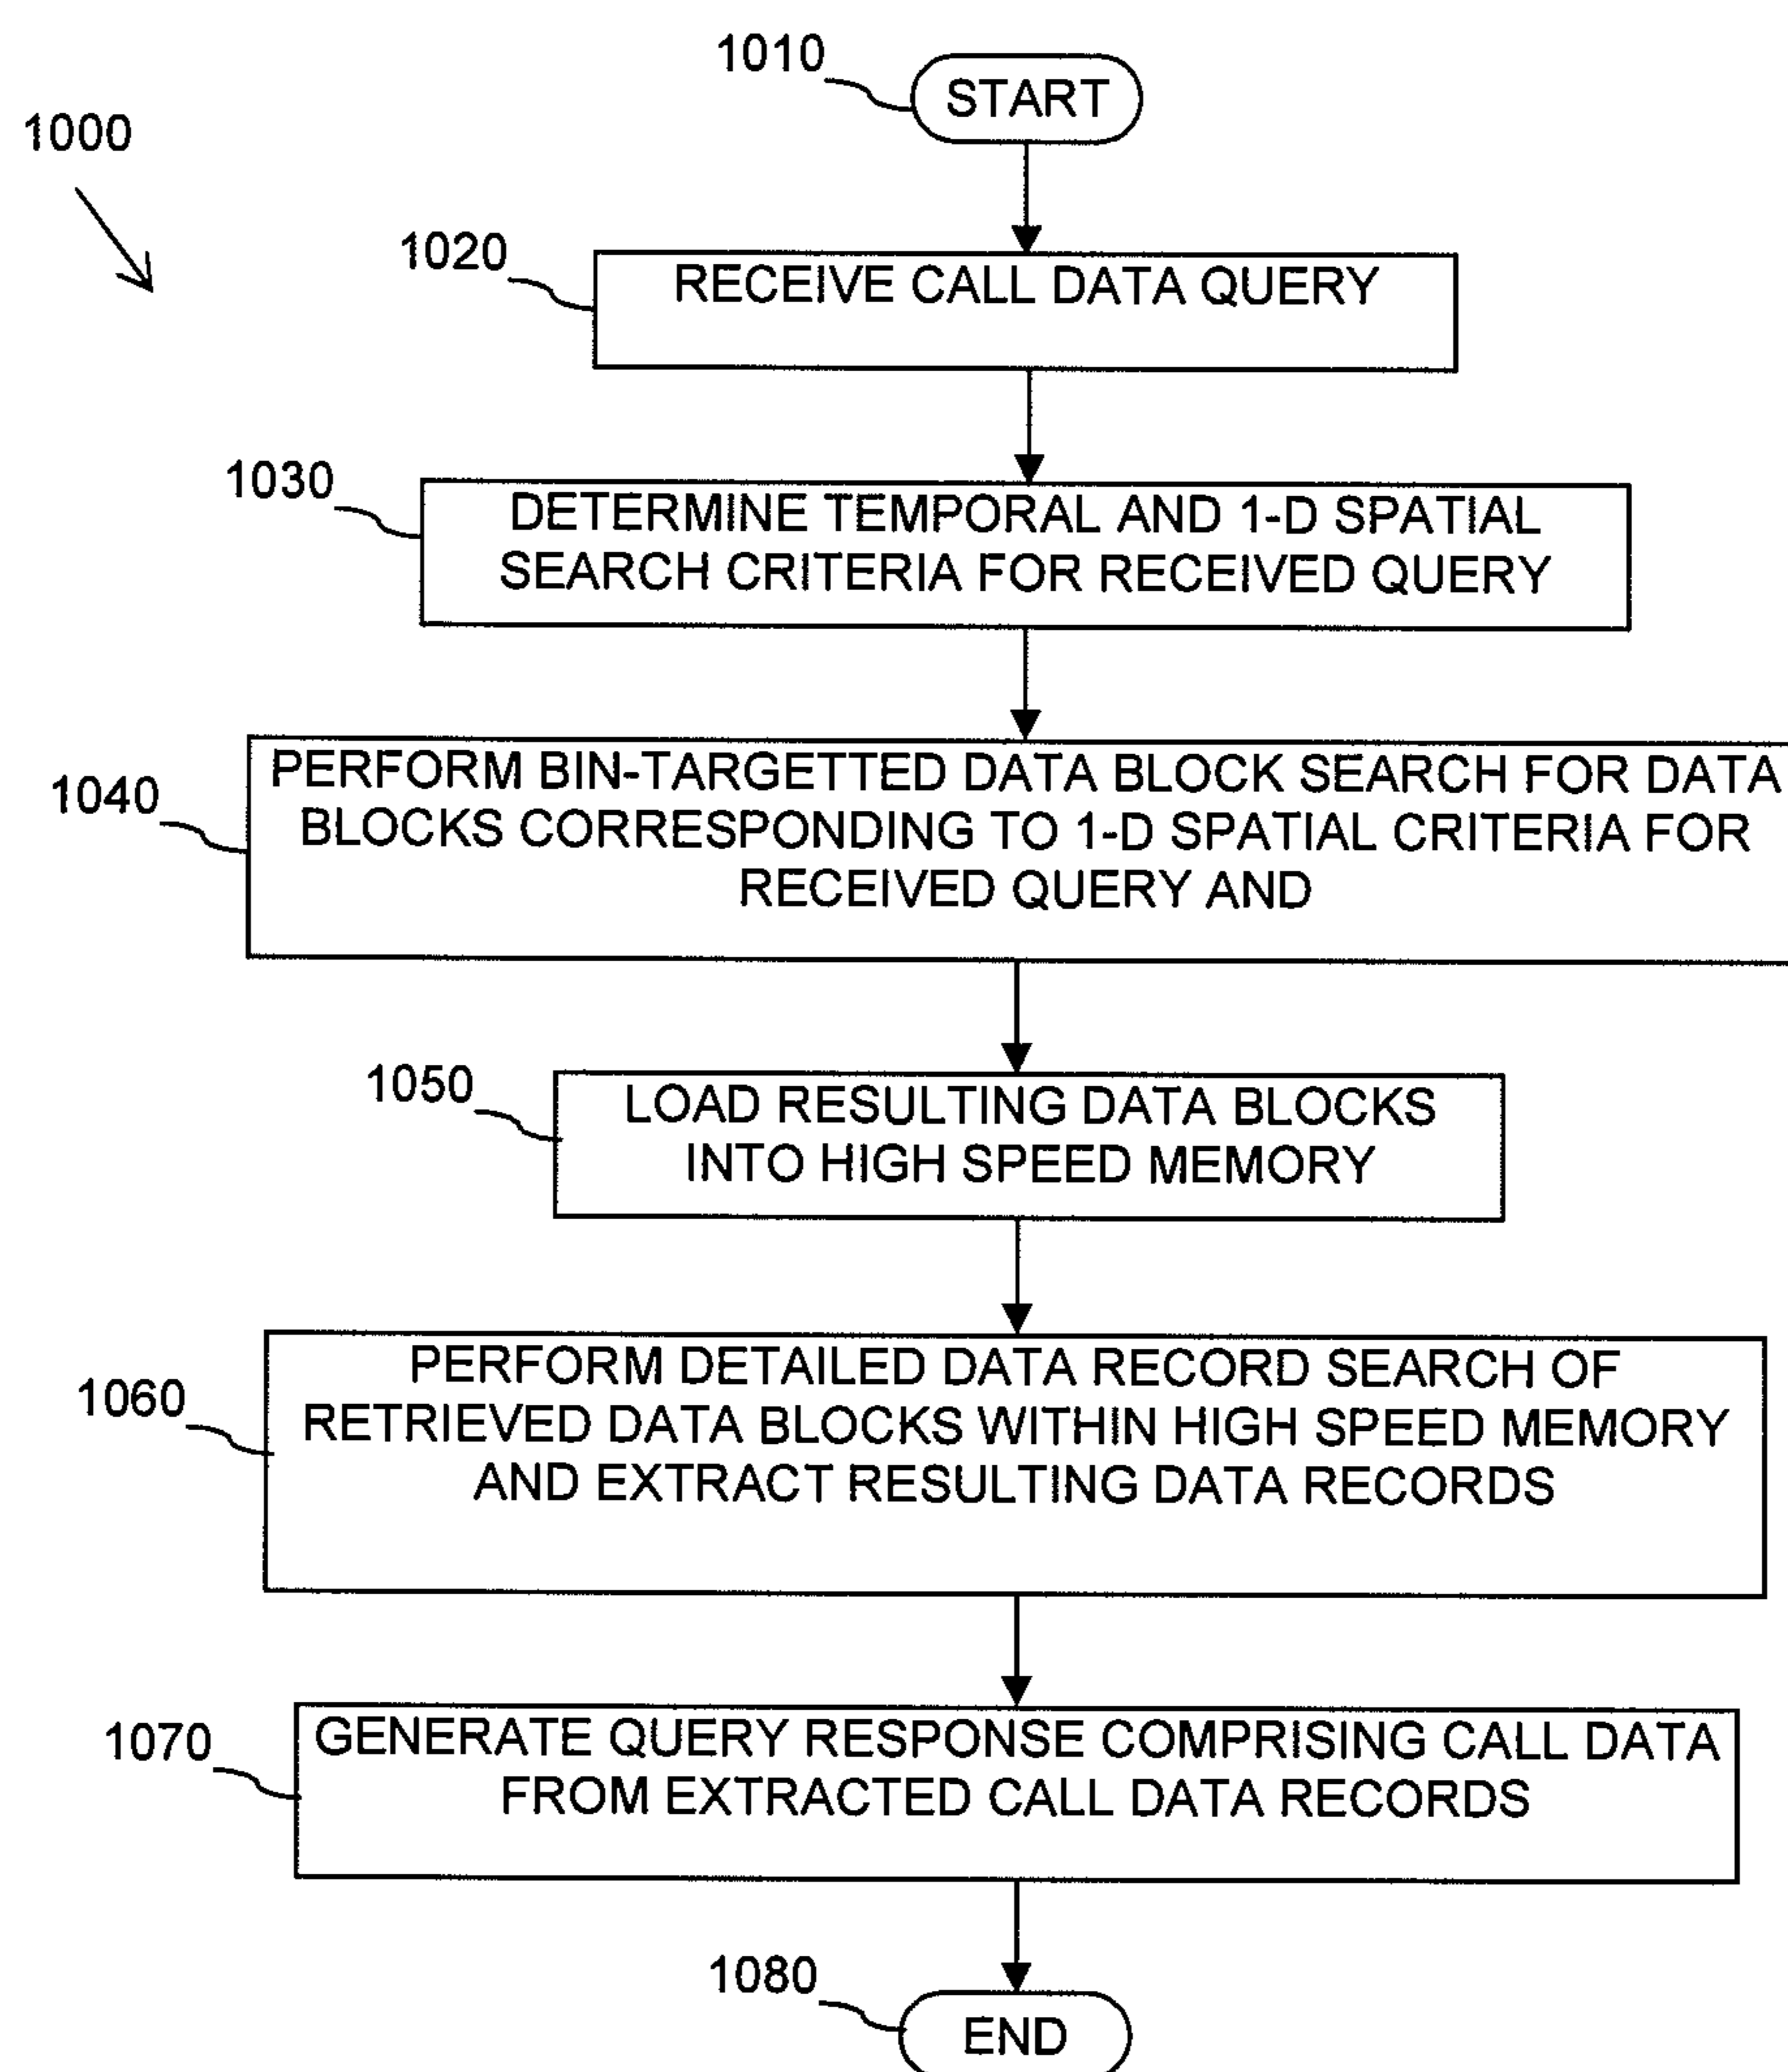 1010
START
1000
1020
RECEIVE CALL DATA QUERY
1030
DETERMINE TEMPORAL AND 1-D SPATIAL
SEARCH CRITERIA FOR RECEIVED QUERY
1040
PERFORM BIN-TARGETTED DATA BLOCK SEARCH FOR DATA
BLOCKS CORRESPONDING TO 1-D SPATIAL CRITERIA FOR
RECEIVED QUERY AND
1050
LOAD RESULTING DATA BLOCKS
INTO HIGH SPEED MEMORY
1060
PERFORM DETAILED DATA RECORD SEARCH OF
RETRIEVED DATA BLOCKS WITHIN HIGH SPEED MEMORY
AND EXTRACT RESULTING DATA RECORDS
1070
GENERATE QUERY RESPONSE COMPRISING CALL DATA
FROM EXTRACTED CALL DATA RECORDS
1080
END